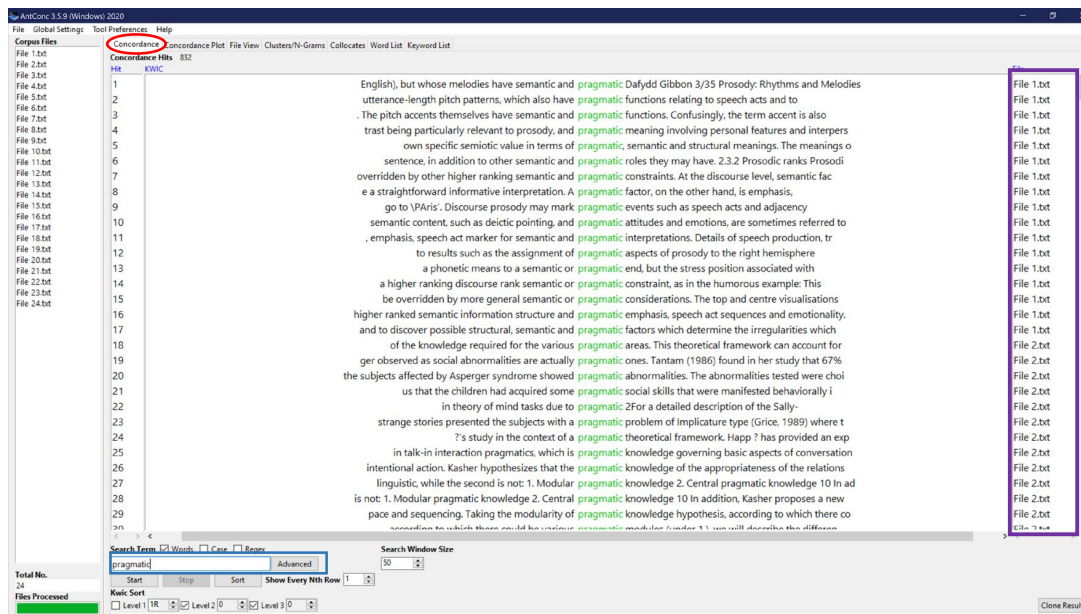 AntConc 3.5.9 (Windows) 2020
File Global Settings Tool Preferences Help
Corpus Files
File 1.txt
File 2.txt
File 3.txt
File 4.txt
File 5.txt
File 6.txt
File 7.txt
File 8.txt
File 9.txt
File 10.txt
File 11.txt
File 12.txt
File 13.txt
File 14.txt
File 15.txt
File 16.txt
File 17.txt
File 18.txt
File 19.txt
File 20.txt
File 21.txt
File 22.txt
File 23.txt
File 24.txt
Total No.
24
Files Processed
Concordance Concordance Plot File View Clusters/N-Grams Collocates Word List Keyword List
Concordance Hits 832
Hit KWIC File
1 English), but whose melodies have semantic and pragmatic Dafydd Gibbon 3/35 Prosody: Rhythms and Melodies File 1.txt
2 utterance-length pitch patterns, which also have pragmatic functions relating to speech acts and to File 1.txt
3 . The pitch accents themselves have semantic and pragmatic functions. Confusingly, the term accent is also File 1.txt
4 trast being particularly relevant to prosody, and pragmatic meaning involving personal features and interpers File 1.txt
5 own specific semiotic value in terms of pragmatic, semantic and structural meanings. The meanings o File 1.txt
6 sentence, in addition to other semantic and pragmatic roles they may have. 2.3.2 Prosodic ranks Prosodi File 1.txt
7 overridden by other higher ranking semantic and pragmatic constraints. At the discourse level, semantic fac File 1.txt
8 e a straightforward informative interpretation. A pragmatic factor, on the other hand, is emphasis, File 1.txt
9 go to \PAris'. Discourse prosody may mark pragmatic events such as speech acts and adjacency File 1.txt
10 semantic content, such as deictic pointing, and pragmatic attitudes and emotions, are sometimes referred to File 1.txt
11 , emphasis, speech act marker for semantic and pragmatic interpretations. Details of speech production, tr File 1.txt
12 to results such as the assignment of pragmatic aspects of prosody to the right hemisphere File 1.txt
13 a phonetic means to a semantic or pragmatic end, but the stress position associated with File 1.txt
14 a higher ranking discourse rank semantic or pragmatic constraint, as in the humorous example: This File 1.txt
15 be overridden by more general semantic or pragmatic considerations. The top and centre visualisations File 1.txt
16 higher ranked semantic information structure and pragmatic emphasis, speech act sequences and emotionality. File 1.txt
17 and to discover possible structural, semantic and pragmatic factors which determine the irregularities which File 1.txt
18 of the knowledge required for the various pragmatic areas. This theoretical framework can account for File 2.txt
19 ger observed as social abnormalities are actually pragmatic ones. Tantam (1986) found in her study that 67% File 2.txt
20 the subjects affected by Asperger syndrome showed pragmatic abnormalities. The abnormalities tested were choi File 2.txt
21 us that the children had acquired some pragmatic social skills that were manifested behaviorally i File 2.txt
22 in theory of mind tasks due to pragmatic 2For a detailed description of the Sally- File 2.txt
23 strange stories presented the subjects with a pragmatic problem of Implicature type (Grice, 1989) where t File 2.txt
24 ?'s study in the context of a pragmatic theoretical framework. Happ ? has provided an exp File 2.txt
25 in talk-in interaction pragmatics, which is pragmatic knowledge governing basic aspects of conversation File 2.txt
26 intentional action. Kasher hypothesizes that the pragmatic knowledge of the appropriateness of the relations File 2.txt
27 linguistic, while the second is not: 1. Modular pragmatic knowledge 2. Central pragmatic knowledge 10 In ad File 2.txt
28 is not: 1. Modular pragmatic knowledge 2. Central pragmatic knowledge 10 In addition, Kasher proposes a new File 2.txt
29 pace and sequencing. Taking the modularity of pragmatic knowledge hypothesis, according to which there co File 2.txt
30 according to which there could be various pragmatic modules (under 1.), we will describe the differen File 2.txt
Search Term Words Case Regex Search Window Size
pragmatic Advanced 50
Start Stop Sort Show Every Nth Row 1
Kwic Sort
Level 1 1R Level 2 0 Level 3 0 Clone Resul